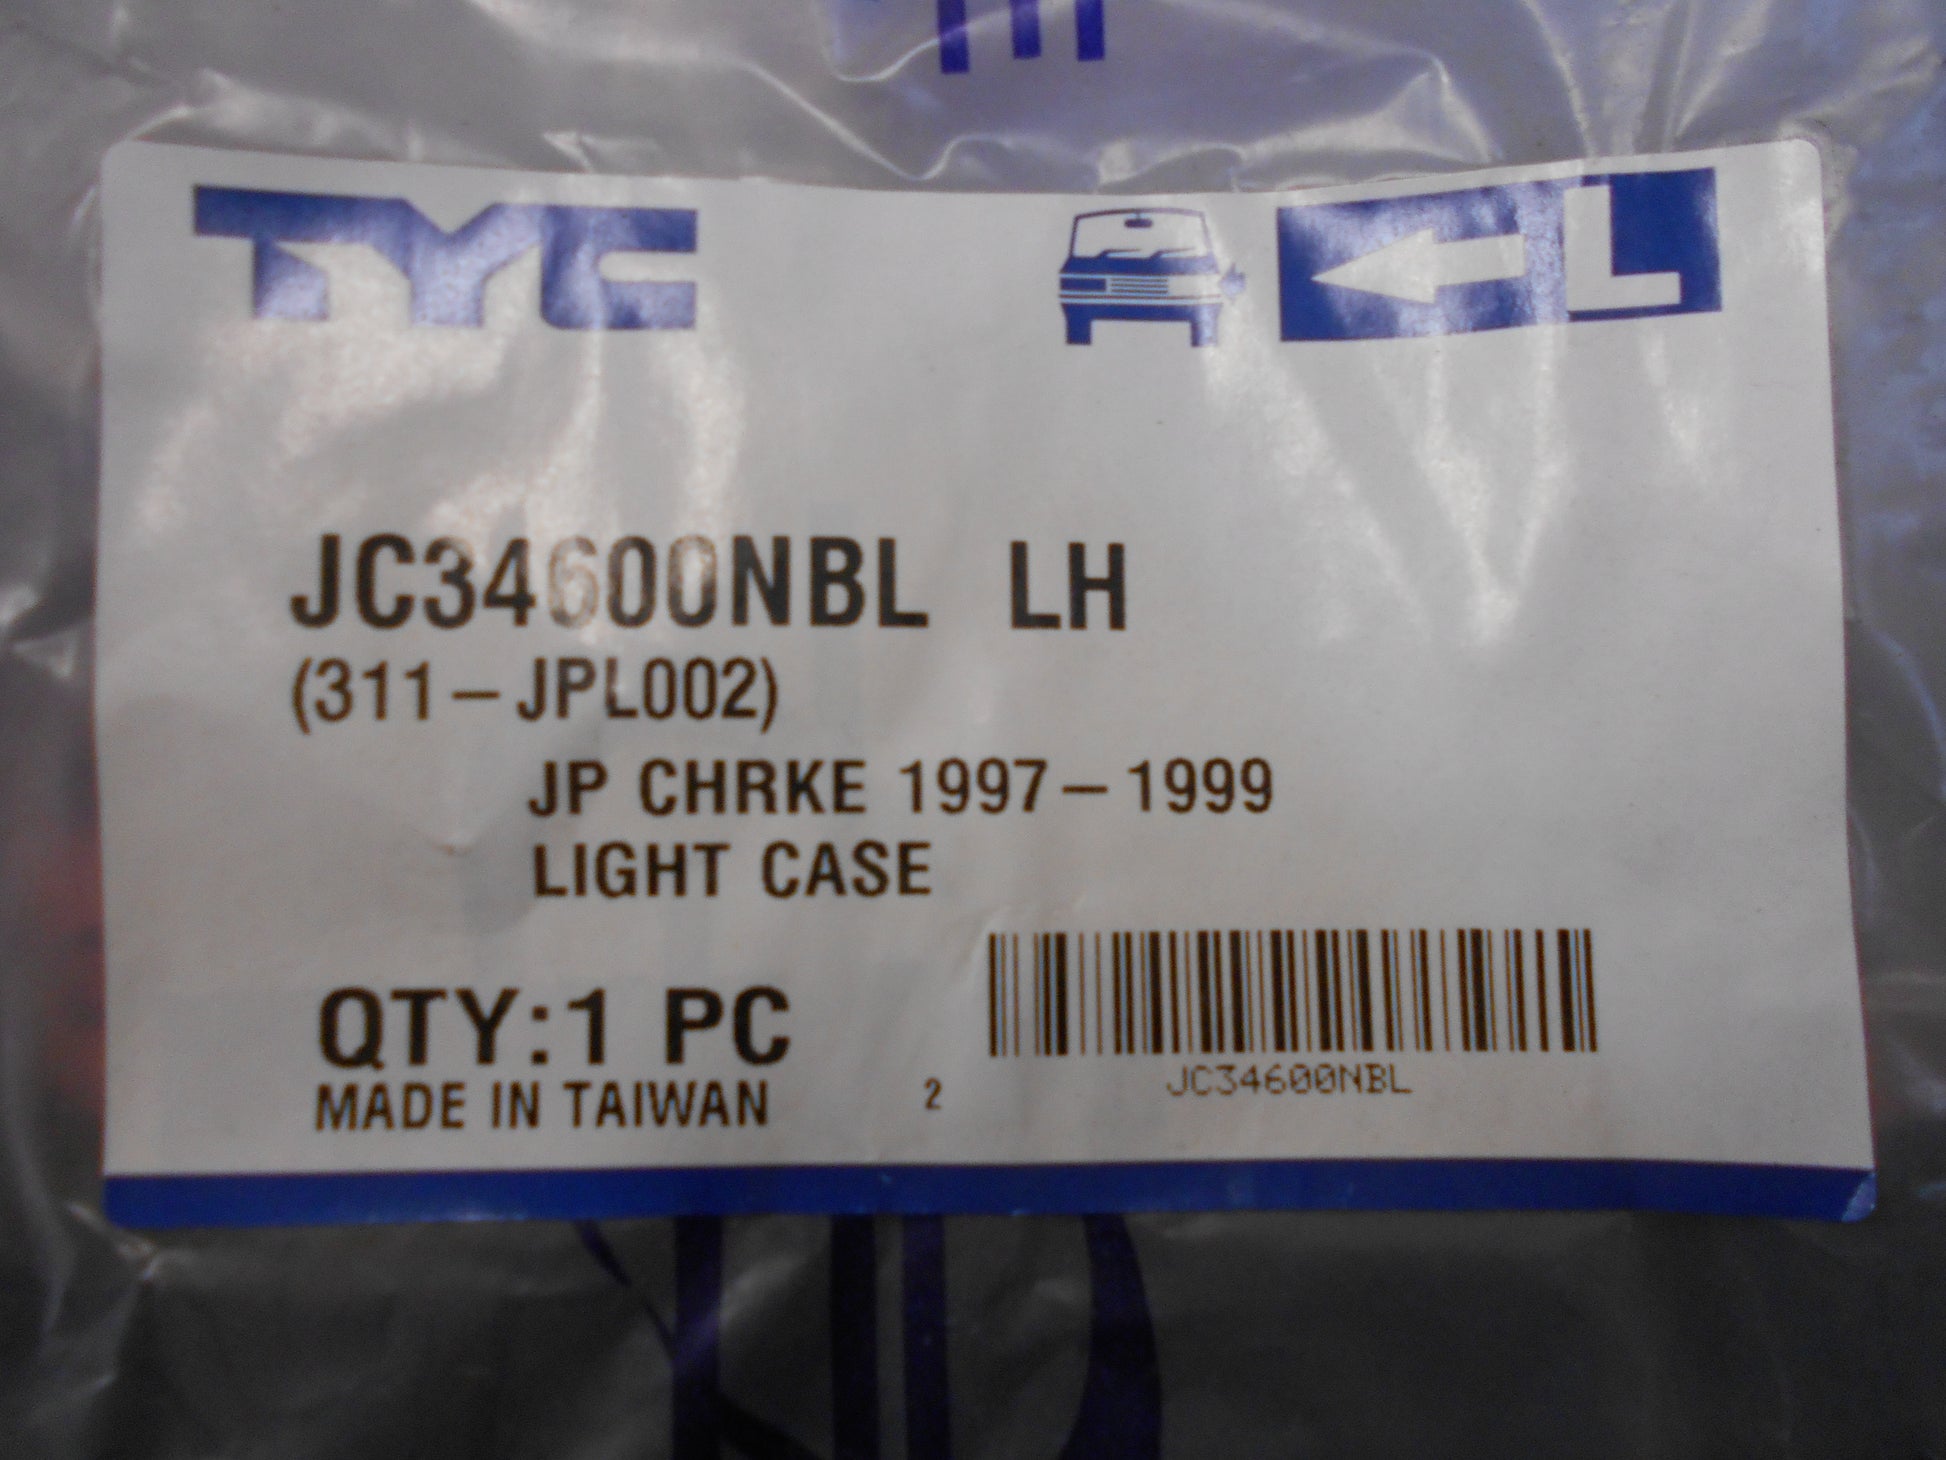 TYC
L
JC34600NBL LH
(311-JPL002)
JP CHRKE 1997-1999
LIGHT CASE
QTY:1 PC
MADE IN TAIWAN
2
JC34600NBL